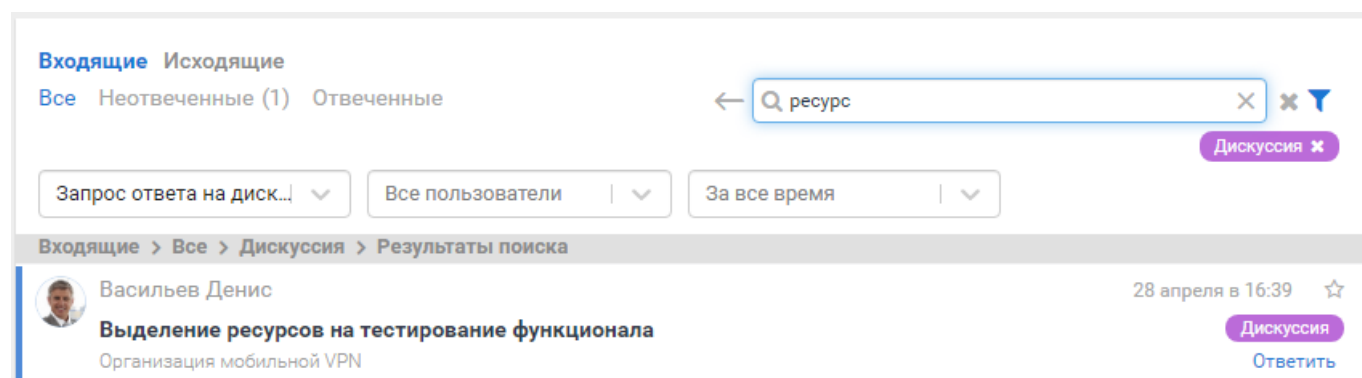 Входящие Исходящие
Все Неотвеченные (1) Отвеченные
ресурс
Дискуссия
Запрос ответа на диск...
Все пользователи
За все время
Входящие > Все > Дискуссия > Результаты поиска
Васильев Денис
28 апреля в 16:39
Выделение ресурсов на тестирование функционала
Дискуссия
Организация мобильной VPN
Ответить